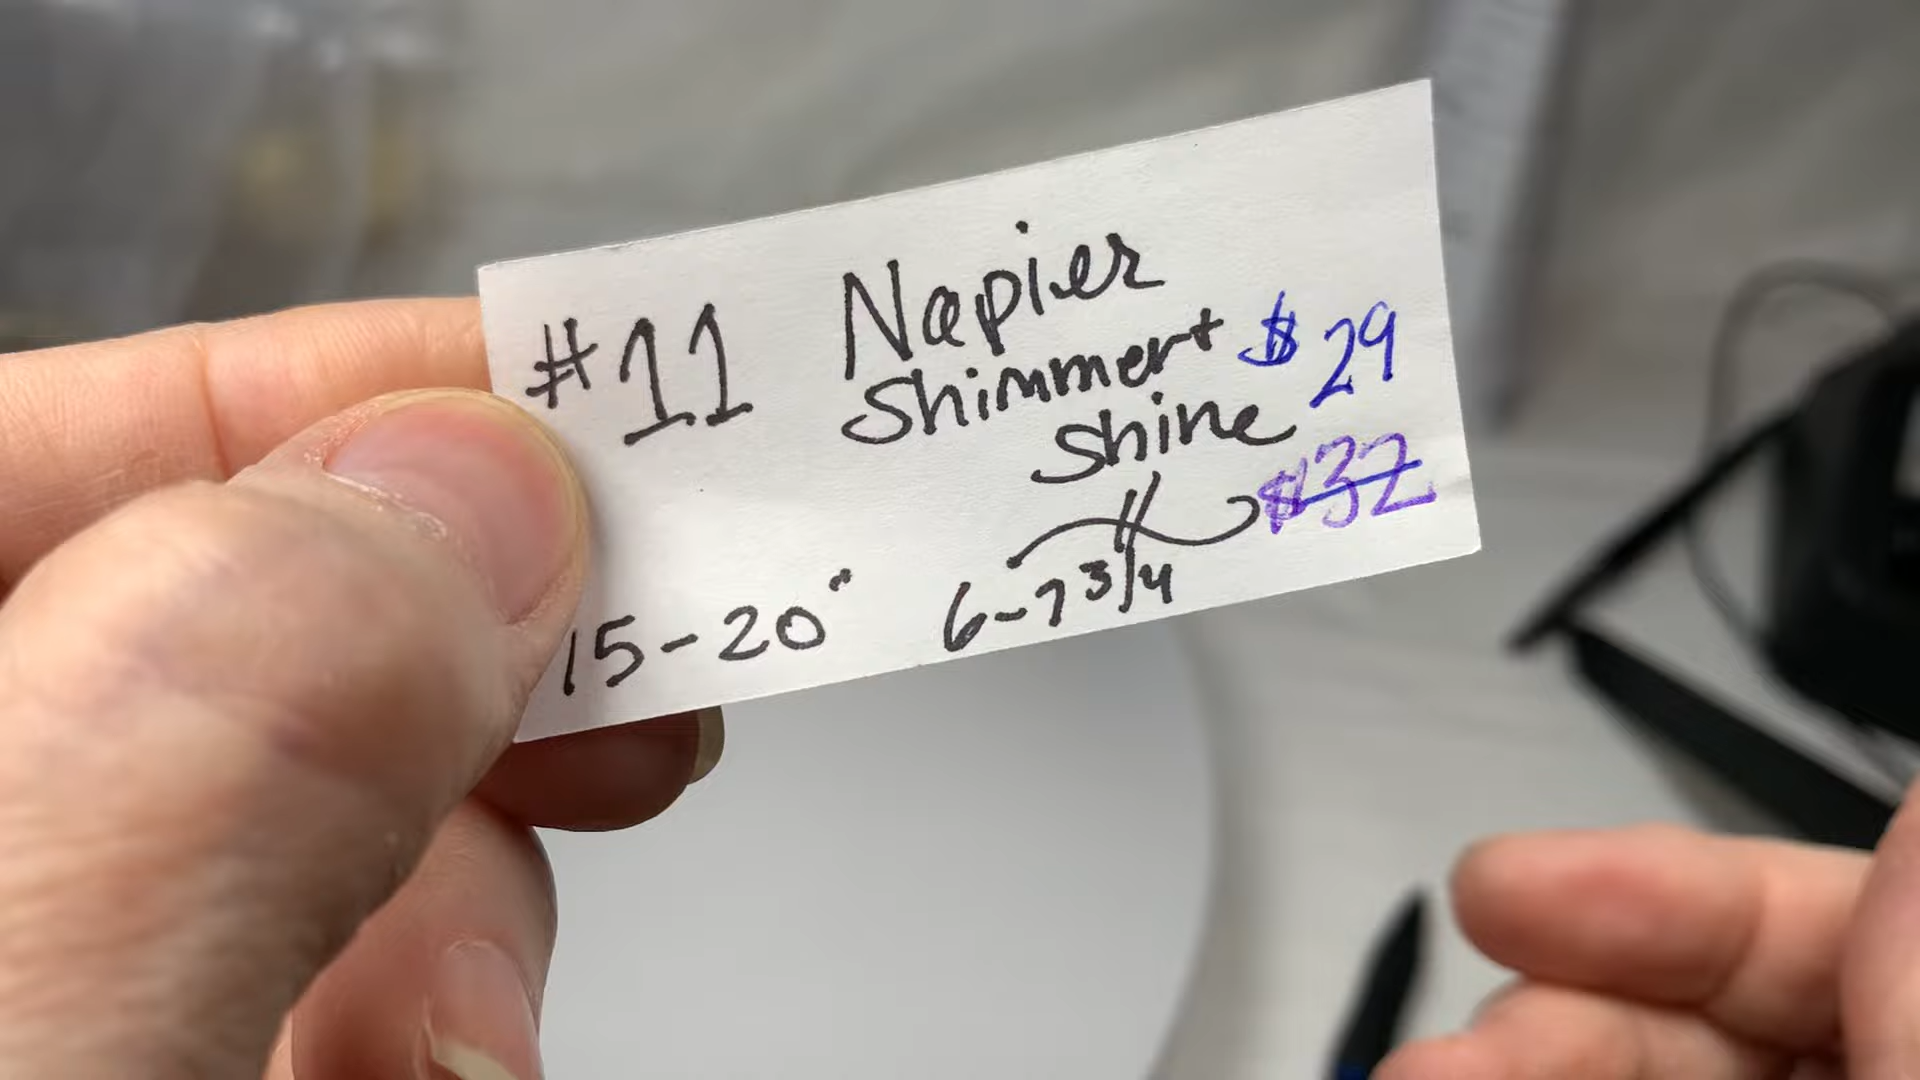 #11 Napier
Shimmer + $29
Shine
$32
15-20" 6-7 3/4